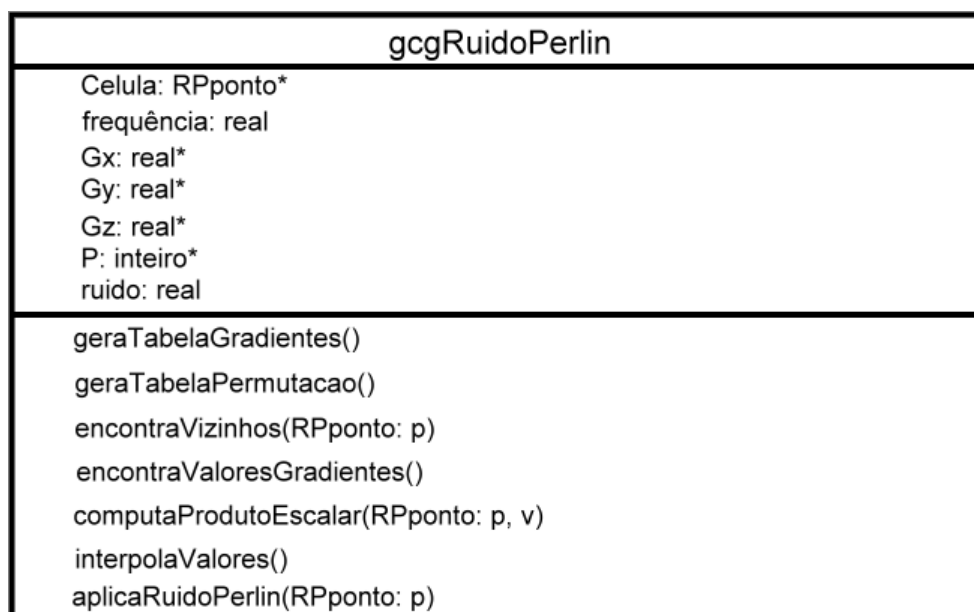 gcgRuidoPerlin
Celula: RPponto*
frequência: real
Gx: real*
Gy: real*
Gz: real*
P: inteiro*
ruido: real
geraTabelaGradientes()
geraTabelaPermutacao()
encontraVizinhos(RPponto: p)
encontraValoresGradientes()
computaProdutoEscalar(RPponto: p, v)
interpolaValores()
aplicaRuidoPerlin(RPponto: p)